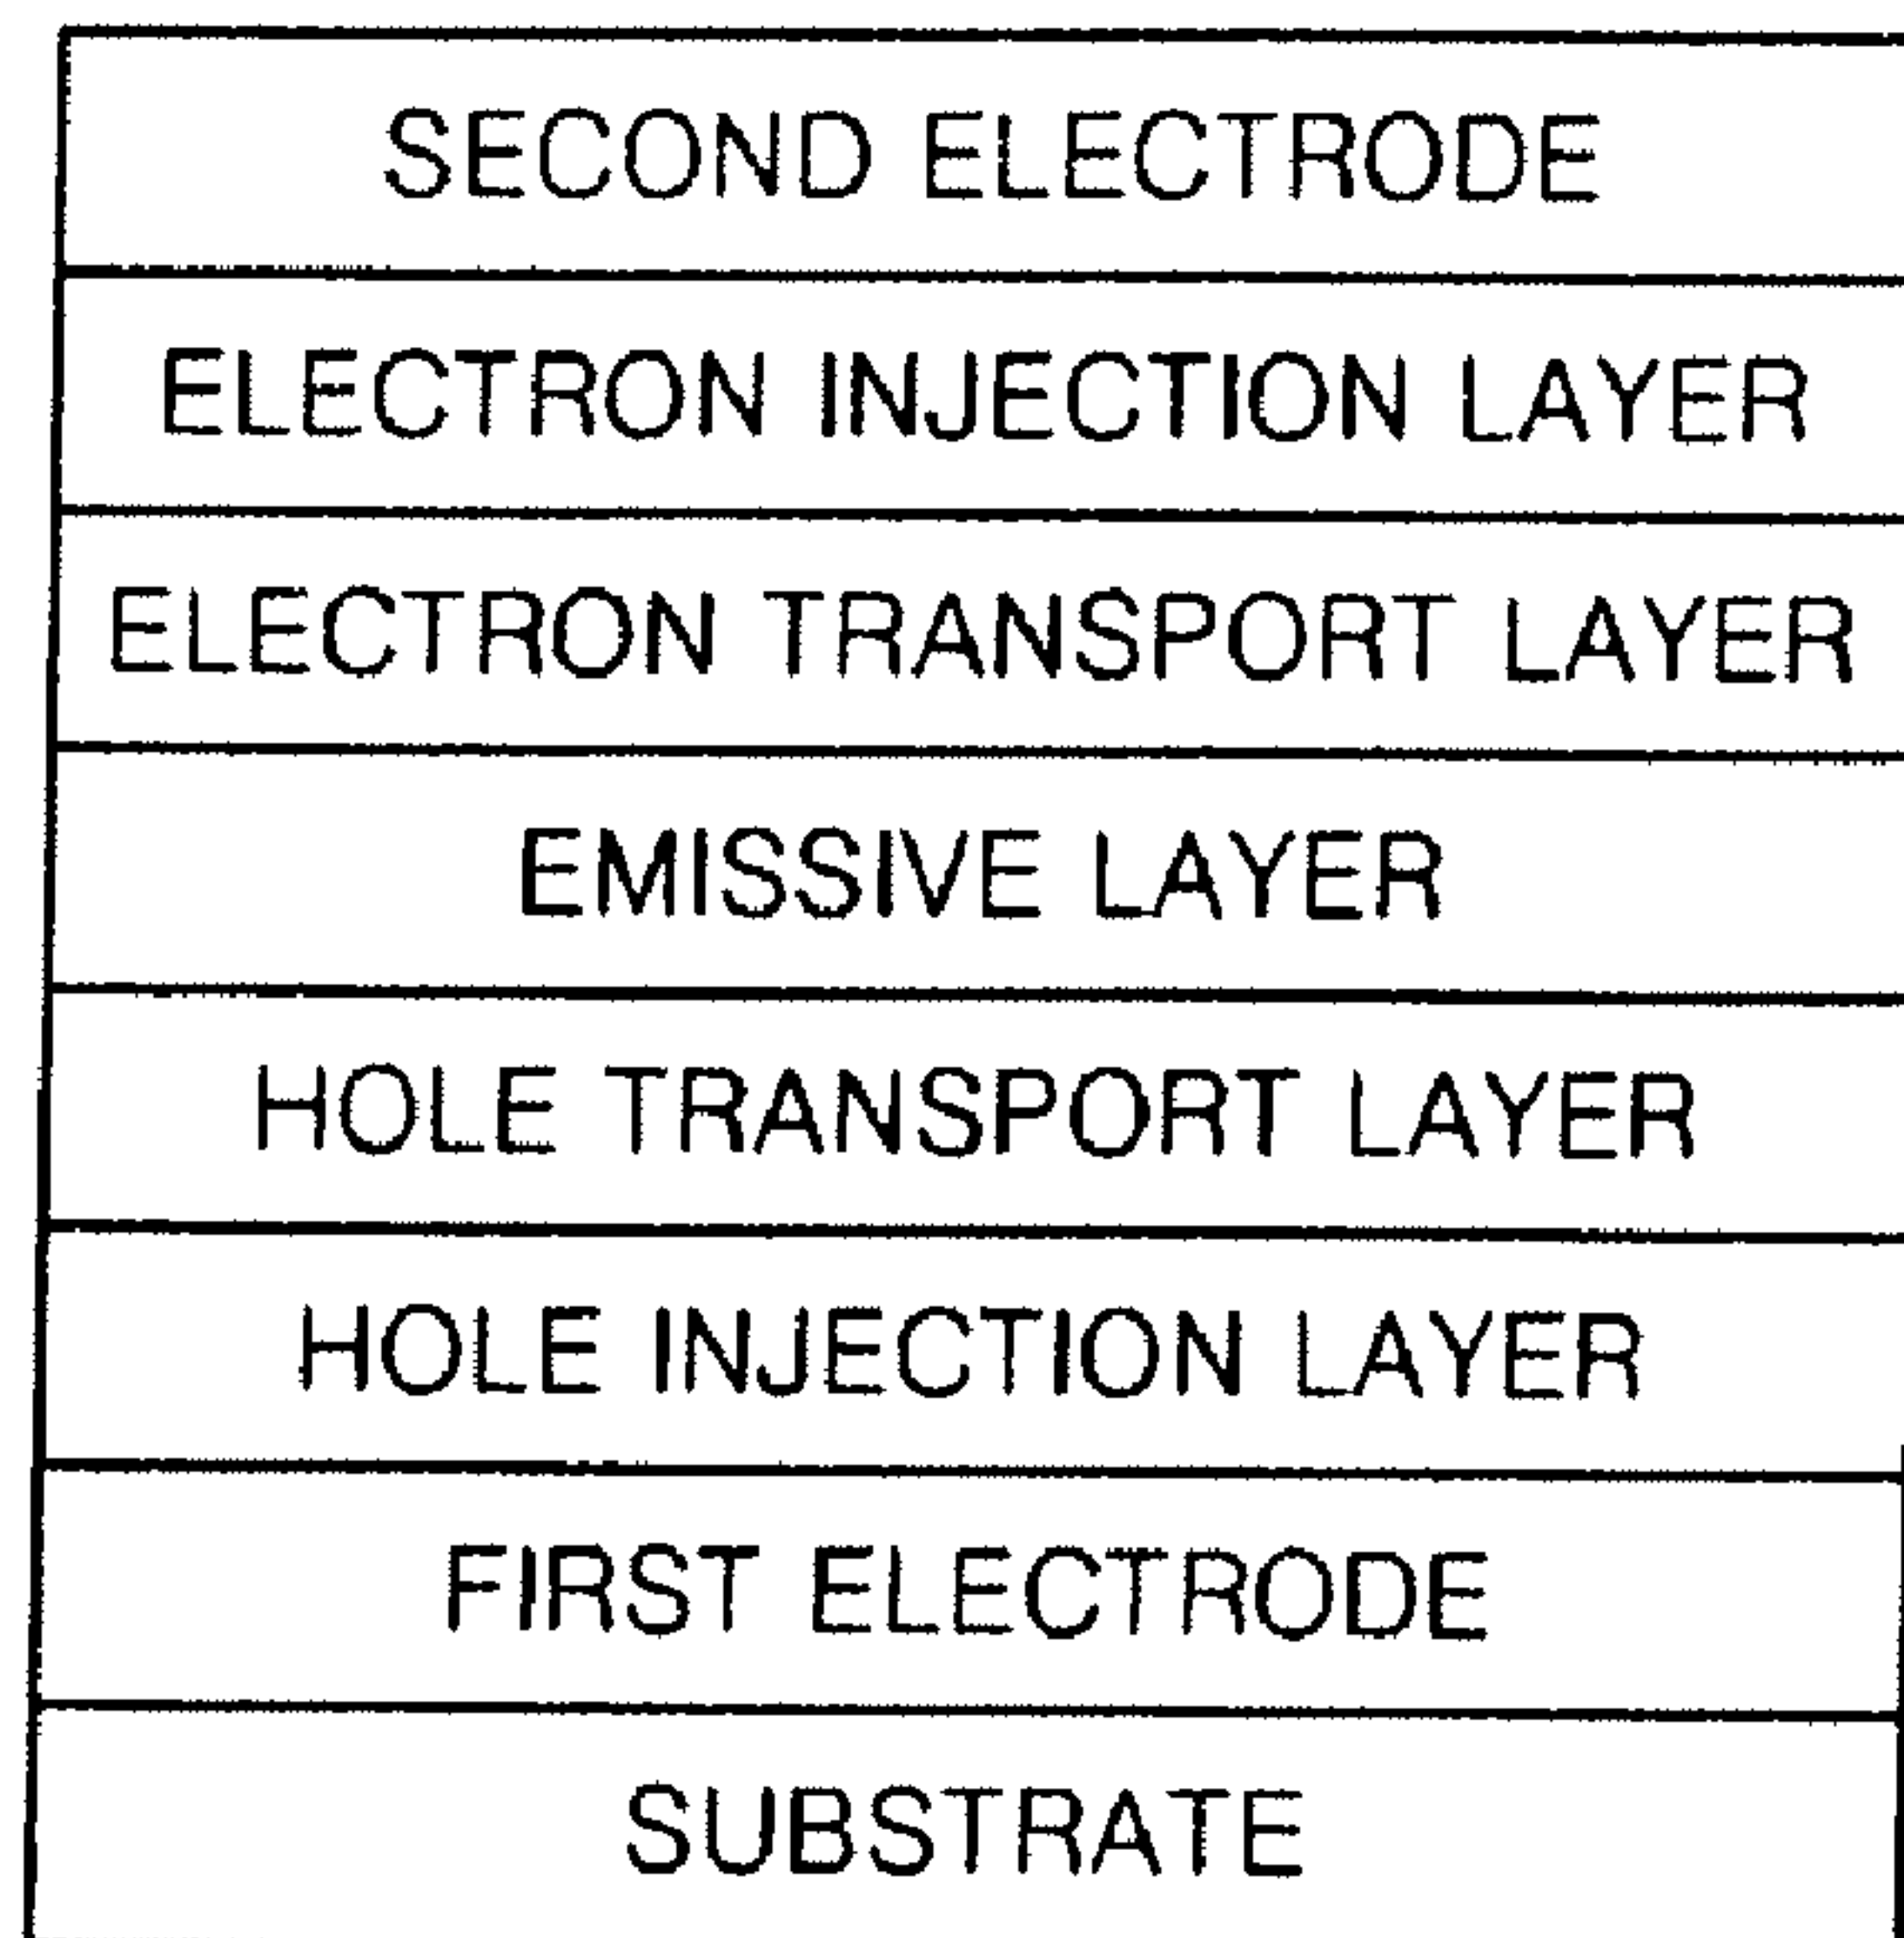 SECOND ELECTRODE
ELECTRON INJECTION LAYER
ELECTRON TRANSPORT LAYER
EMISSIVE LAYER
HOLE TRANSPORT LAYER
HOLE INJECTION LAYER
FIRST ELECTRODE
SUBSTRATE